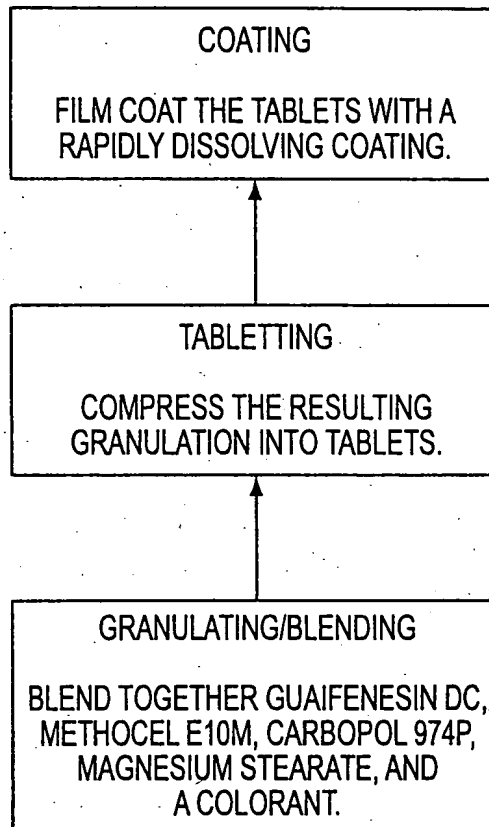 COATING
FILM COAT THE TABLETS WITH A
RAPIDLY DISSOLVING COATING.
TABLETTING
COMPRESS THE RESULTING
GRANULATION INTO TABLETS.
GRANULATING/BLENDING
BLEND TOGETHER GUAIFENESIN DC,
METHOCEL E10M, CARBOPOL 974P,
MAGNESIUM STEARATE, AND
A COLORANT.